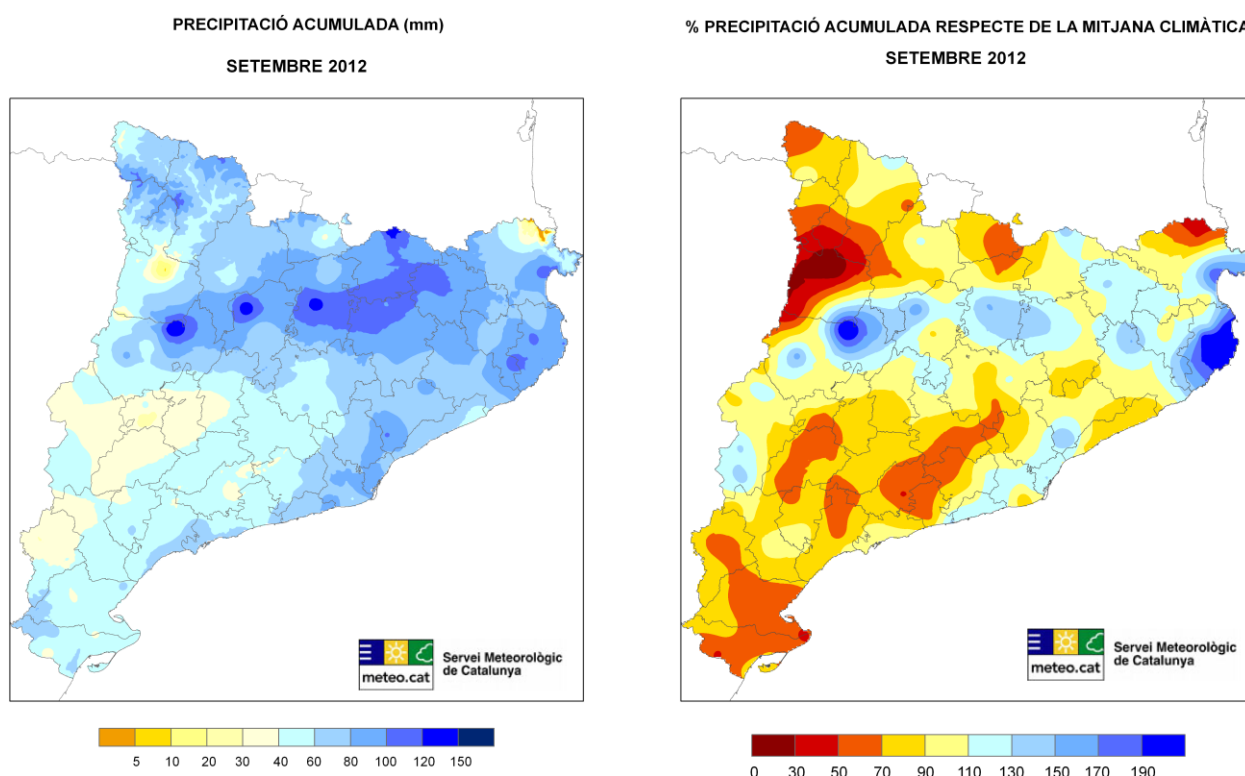 PRECIPITACIÓ ACUMULADA (mm)
SETEMBRE 2012
% PRECIPITACIÓ ACUMULADA RESPECTE DE LA MITJANA CLIMÀTICA
SETEMBRE 2012
meteo.cat
Servei Meteorològic
de Catalunya
meteo.cat
Servei Meteorològic
de Catalunya
5 10 20 30 40 60 80 100 120 150
0 30 50 70 90 110 130 150 170 190